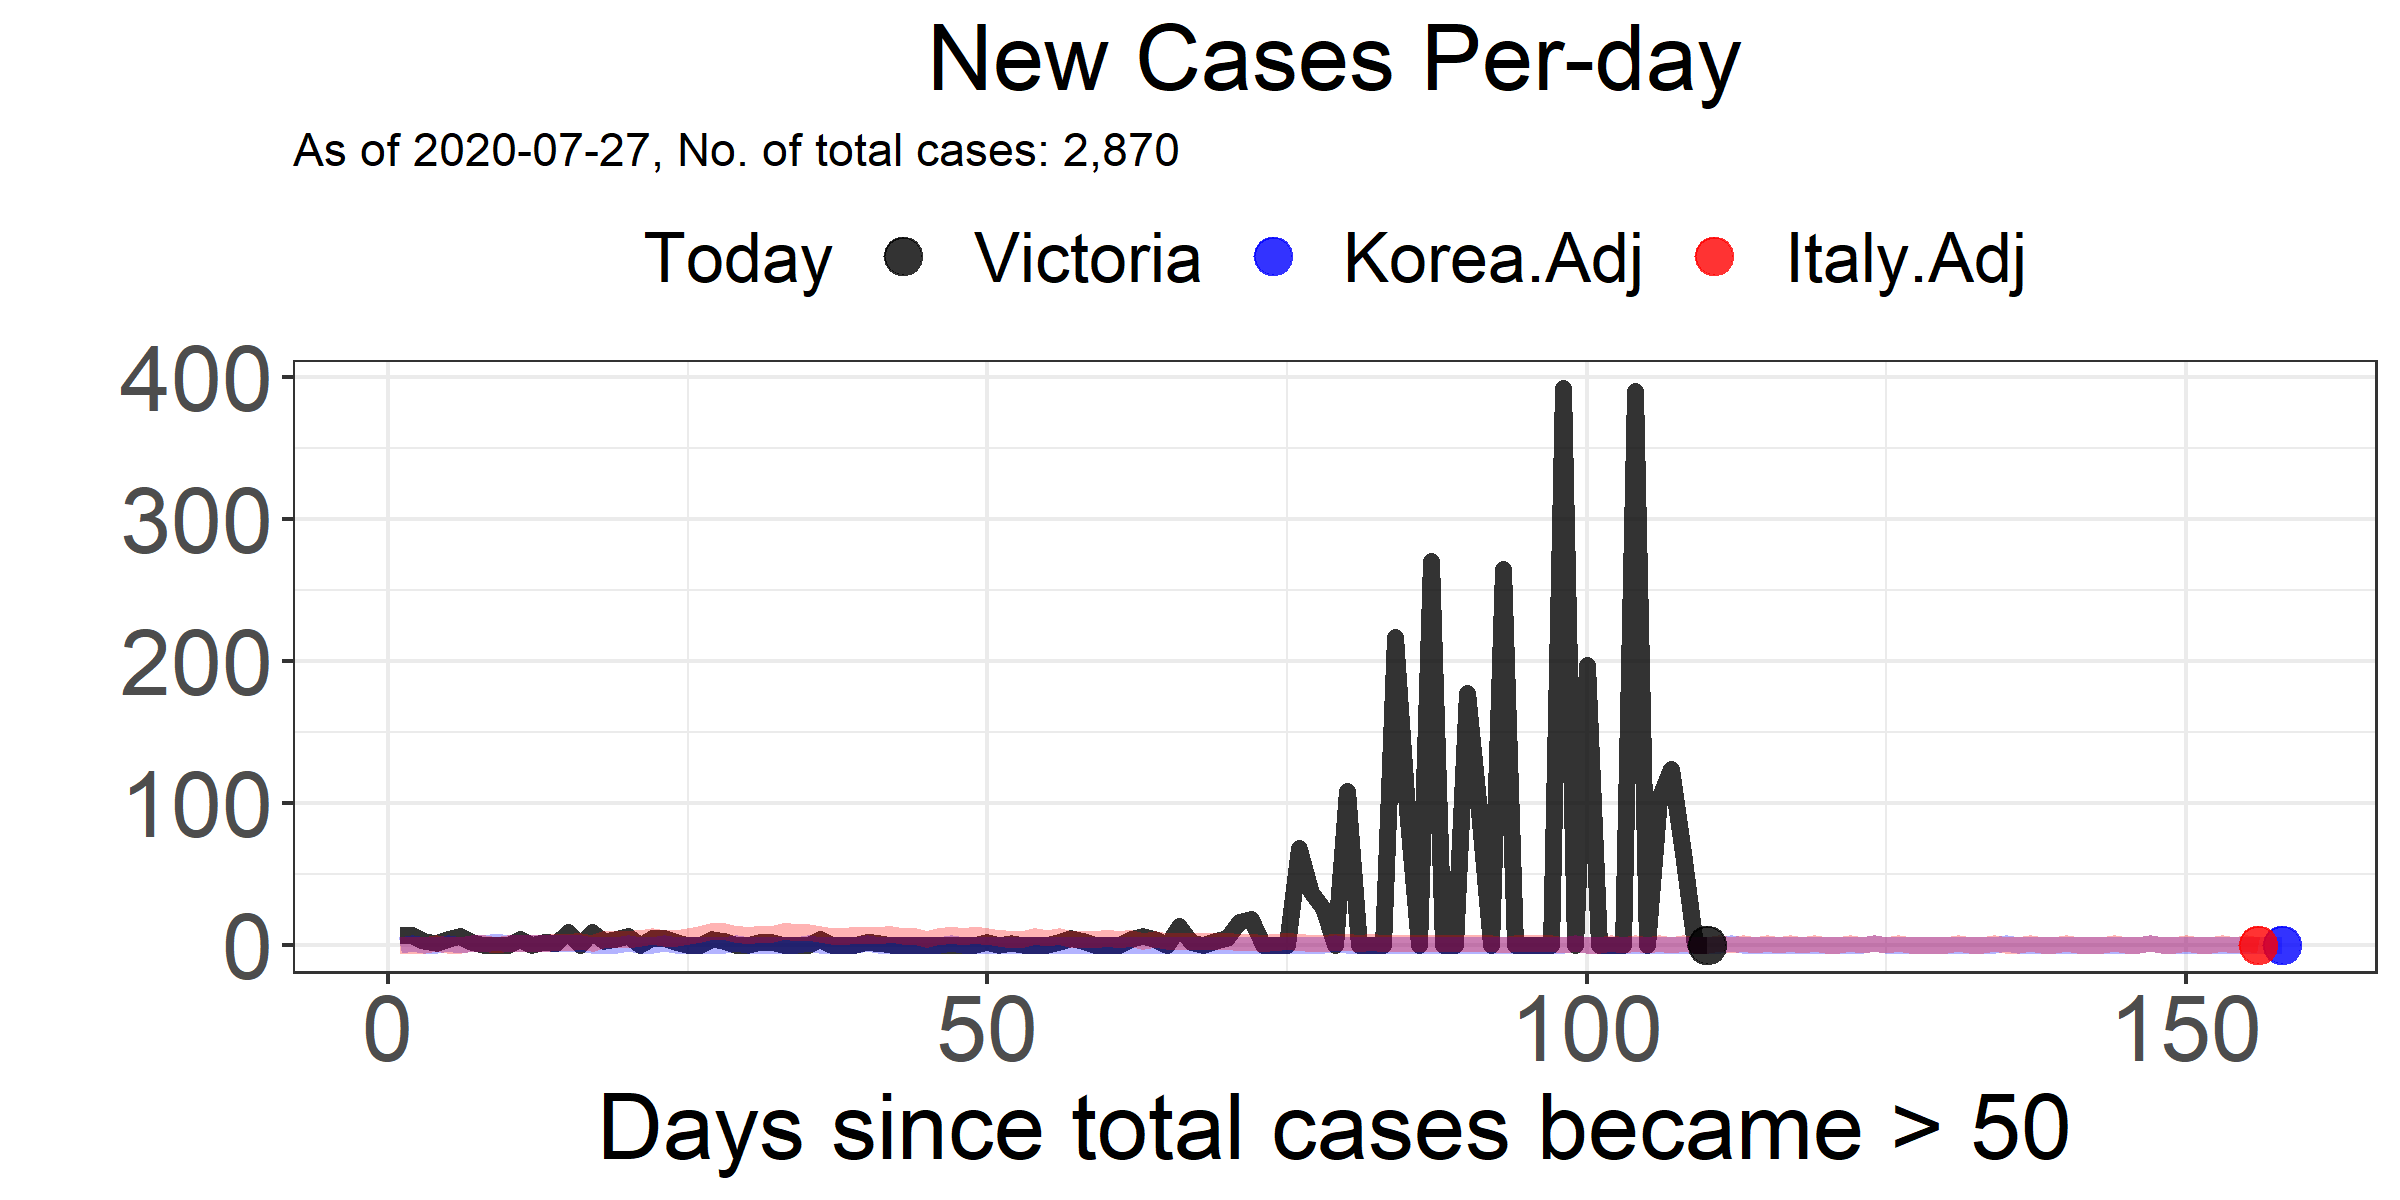 New Cases Per-day
As of 2020-07-27, No. of total cases: 2,870
Today Victoria Korea.Adj Italy.Adj
400
300
200
100
0
0 50 100 150
Days since total cases became > 50